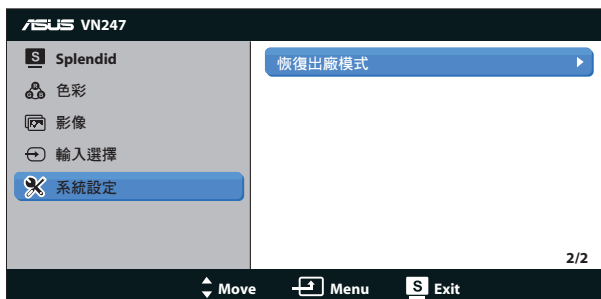 ASUS VN247
S Splendid
色彩
影像
輸入選擇
系統設定
恢復出廠模式
2/2
Move Menu S Exit